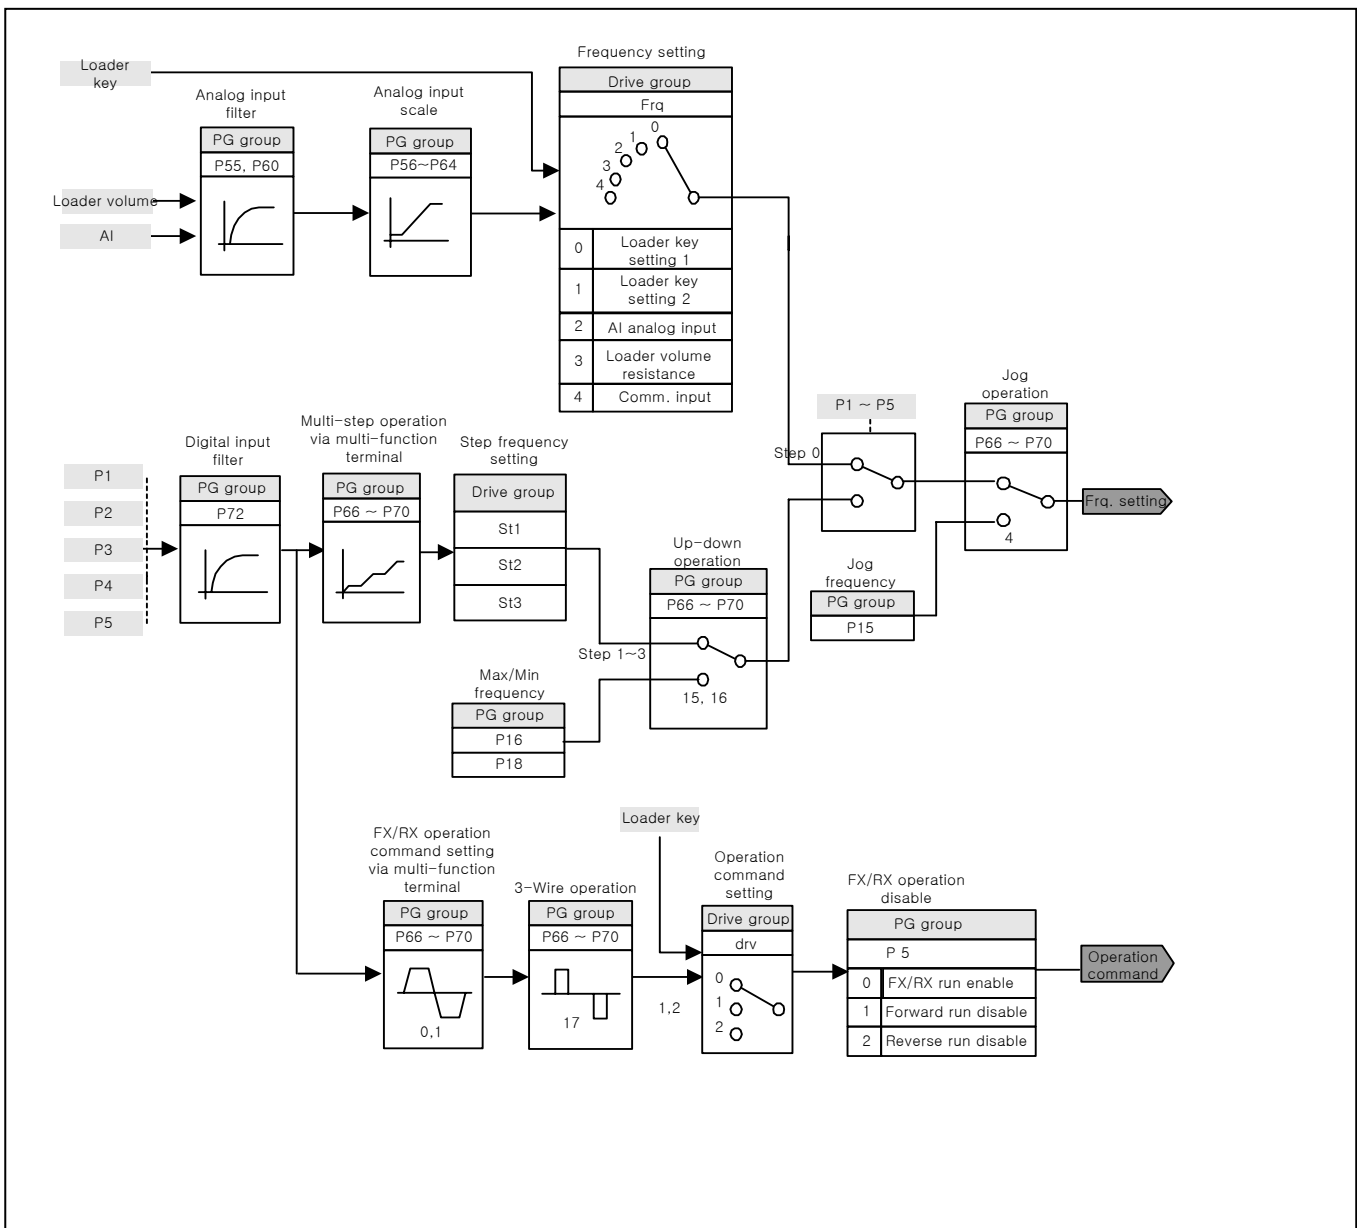 Loader
key
Analog input
filter
PG group
P55, P60
Analog input
scale
PG group
P56~P64
Loader volume
AI
Frequency setting
Drive group
Frq
0
1
2
3
4
0 Loader key
setting 1
1 Loader key
setting 2
2 AI analog input
3 Loader volume
resistance
4 Comm. input
P1 ~ P5
Step 0
Jog
operation
PG group
P66 ~ P70
4
Frq. setting
Jog
frequency
PG group
P15
P1
P2
P3
P4
P5
Digital input
filter
PG group
P72
Multi-step operation
via multi-function
terminal
PG group
P66 ~ P70
Step frequency
setting
Drive group
St1
St2
St3
Step 1~3
Up-down
operation
PG group
P66 ~ P70
15, 16
Max/Min
frequency
PG group
P16
P18
FX/RX operation
command setting
via multi-function
terminal
PG group
P66 ~ P70
0,1
3-Wire operation
PG group
P66 ~ P70
17
Loader key
1,2
Operation
command
setting
Drive group
drv
0
1
2
FX/RX operation
disable
PG group
P 5
0 FX/RX run enable
1 Forward run disable
2 Reverse run disable
Operation
command